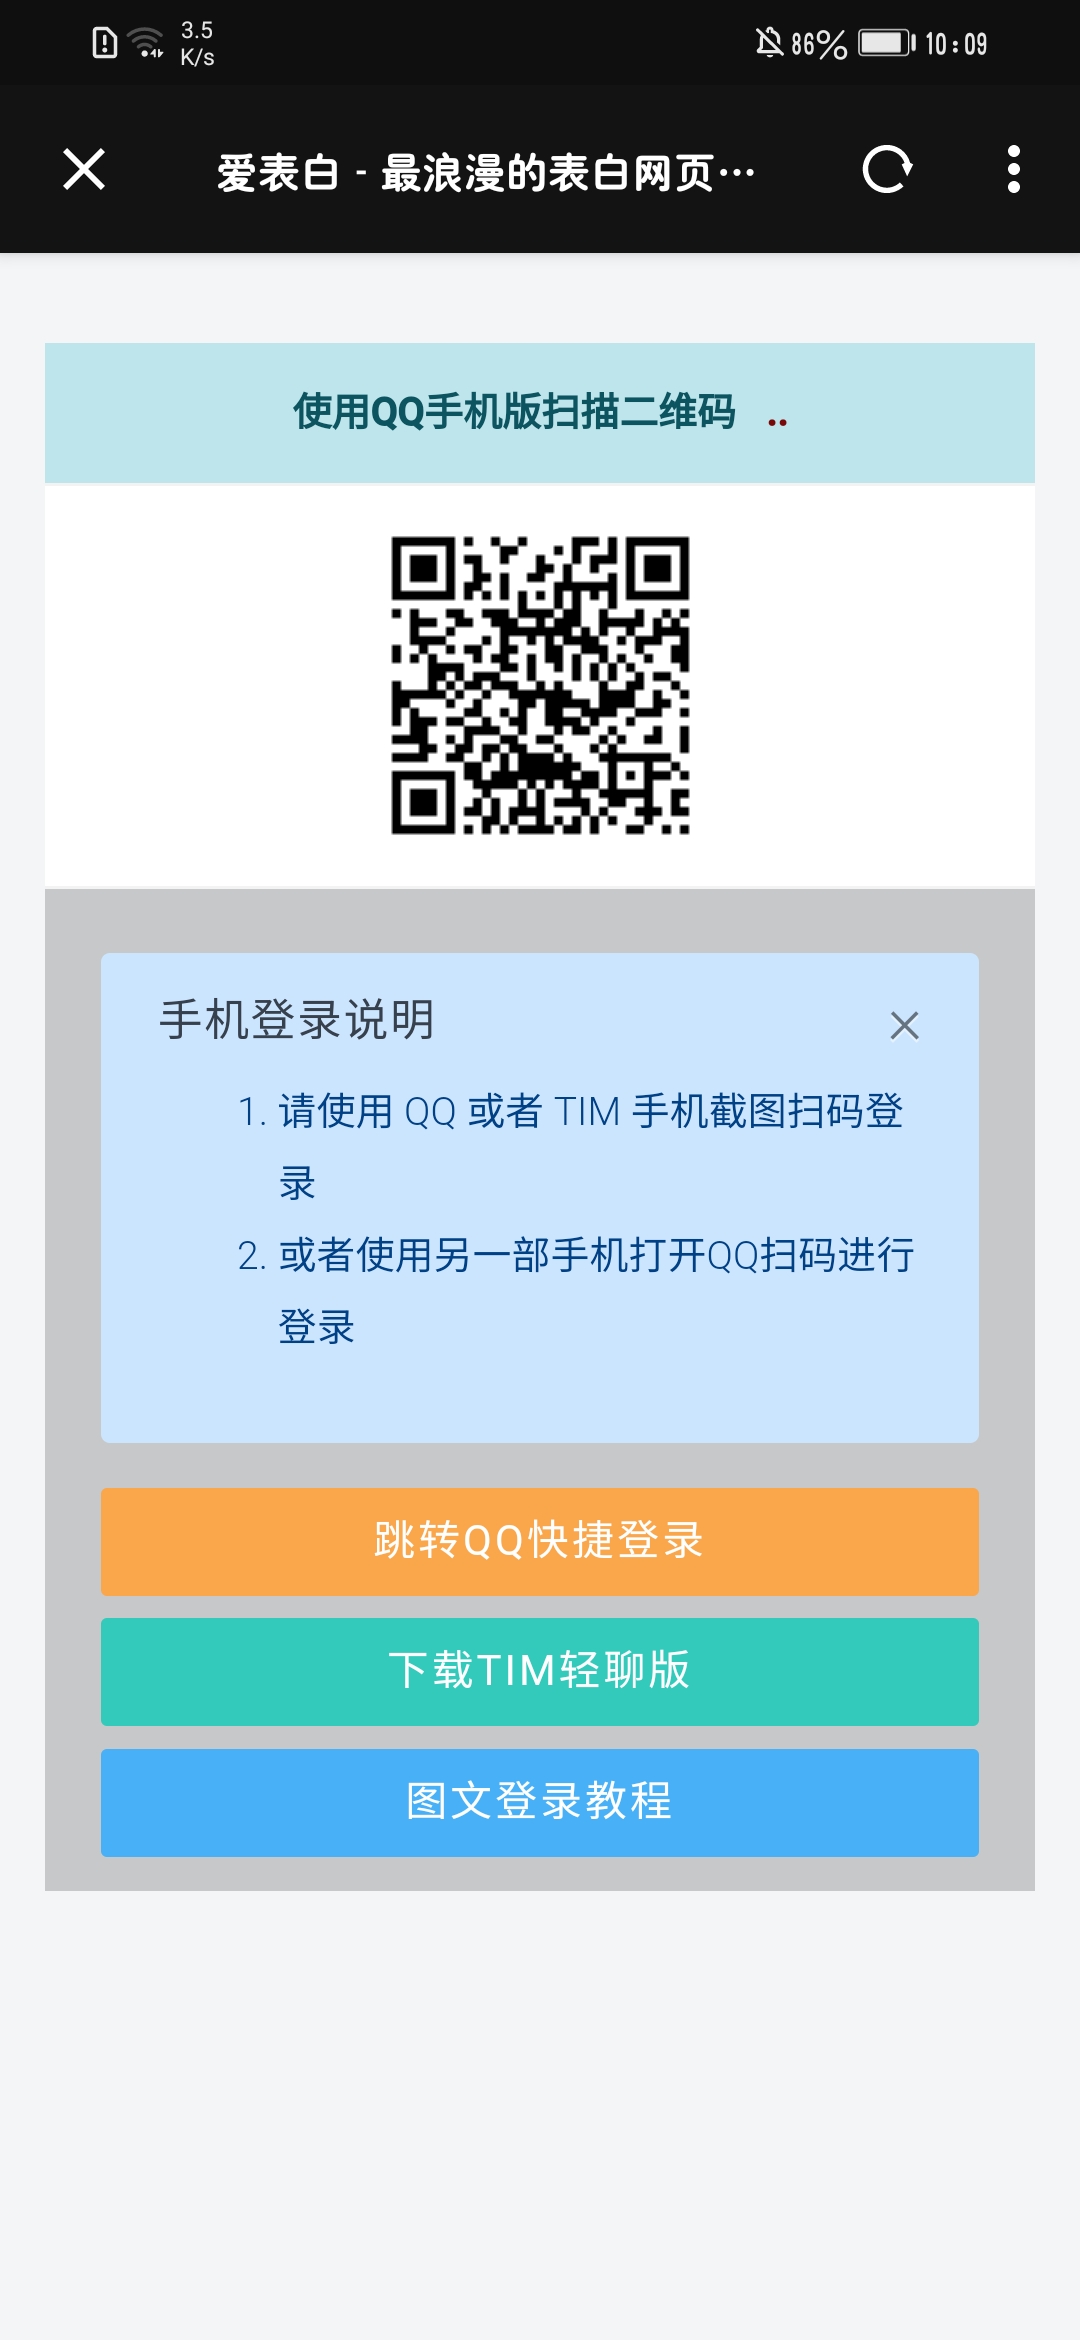 3.5
K/s
86%
10:09
爱表白 - 最浪漫的表白网页…
使用QQ手机版扫描二维码 ..
手机登录说明
1. 请使用 QQ 或者 TIM 手机截图扫码登
录
2. 或者使用另一部手机打开QQ扫码进行
登录
跳转QQ快捷登录
下载TIM轻聊版
图文登录教程